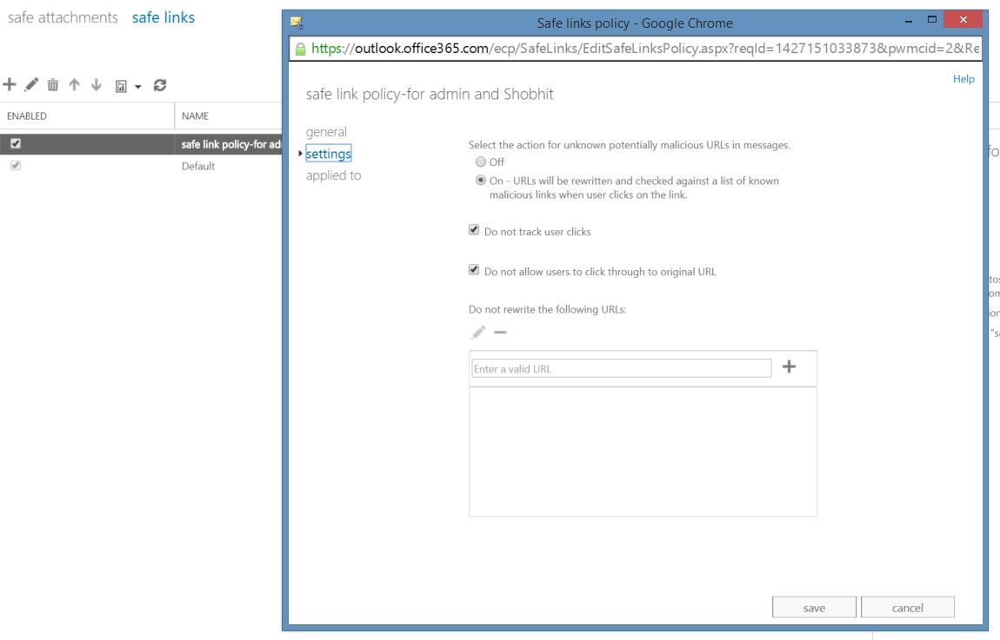 safe attachments safe links
ENABLED NAME
safe link policy-for ad
Default
Safe links policy - Google Chrome
https://outlook.office365.com/ecp/SafeLinks/EditSafeLinksPolicy.aspx?reqId=1427151033873&pwmcid=2&Re
Help
safe link policy-for admin and Shobhit
general
settings
applied to
Select the action for unknown potentially malicious URLs in messages.
Off
On - URLs will be rewritten and checked against a list of known
malicious links when user clicks on the link.
Do not track user clicks
Do not allow users to click through to original URL
Do not rewrite the following URLs:
Enter a valid URL
save cancel